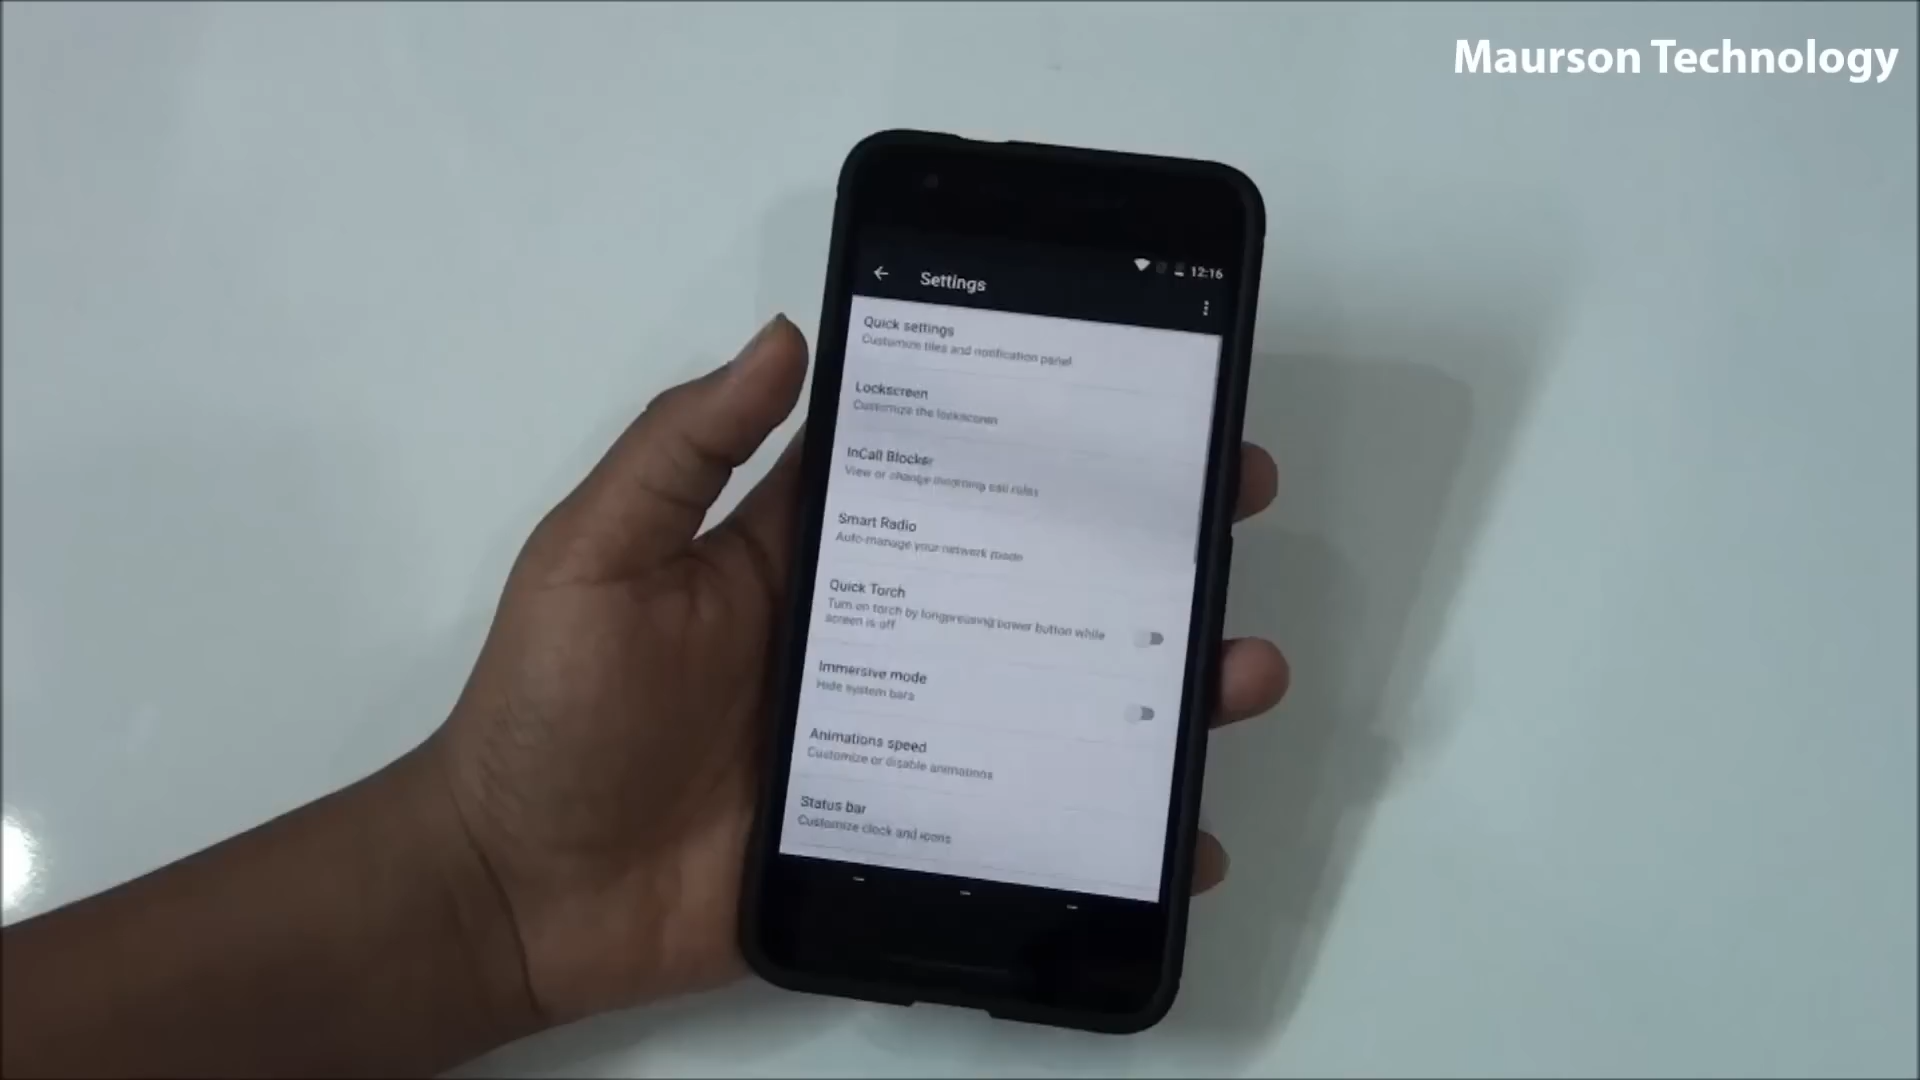 Maurson Technology
12:16
Settings
Quick settings
Customize tiles and notification panel
Lockscreen
Customize the lockscreen
InCall Blocker
View or change incoming call rules
Smart Radio
Auto-manage your network mode
Quick Torch
Turn on torch by longpressing power button while
screen is off
Immersive mode
Hide system bars
Animations speed
Customize or disable animations
Status bar
Customize clock and icons